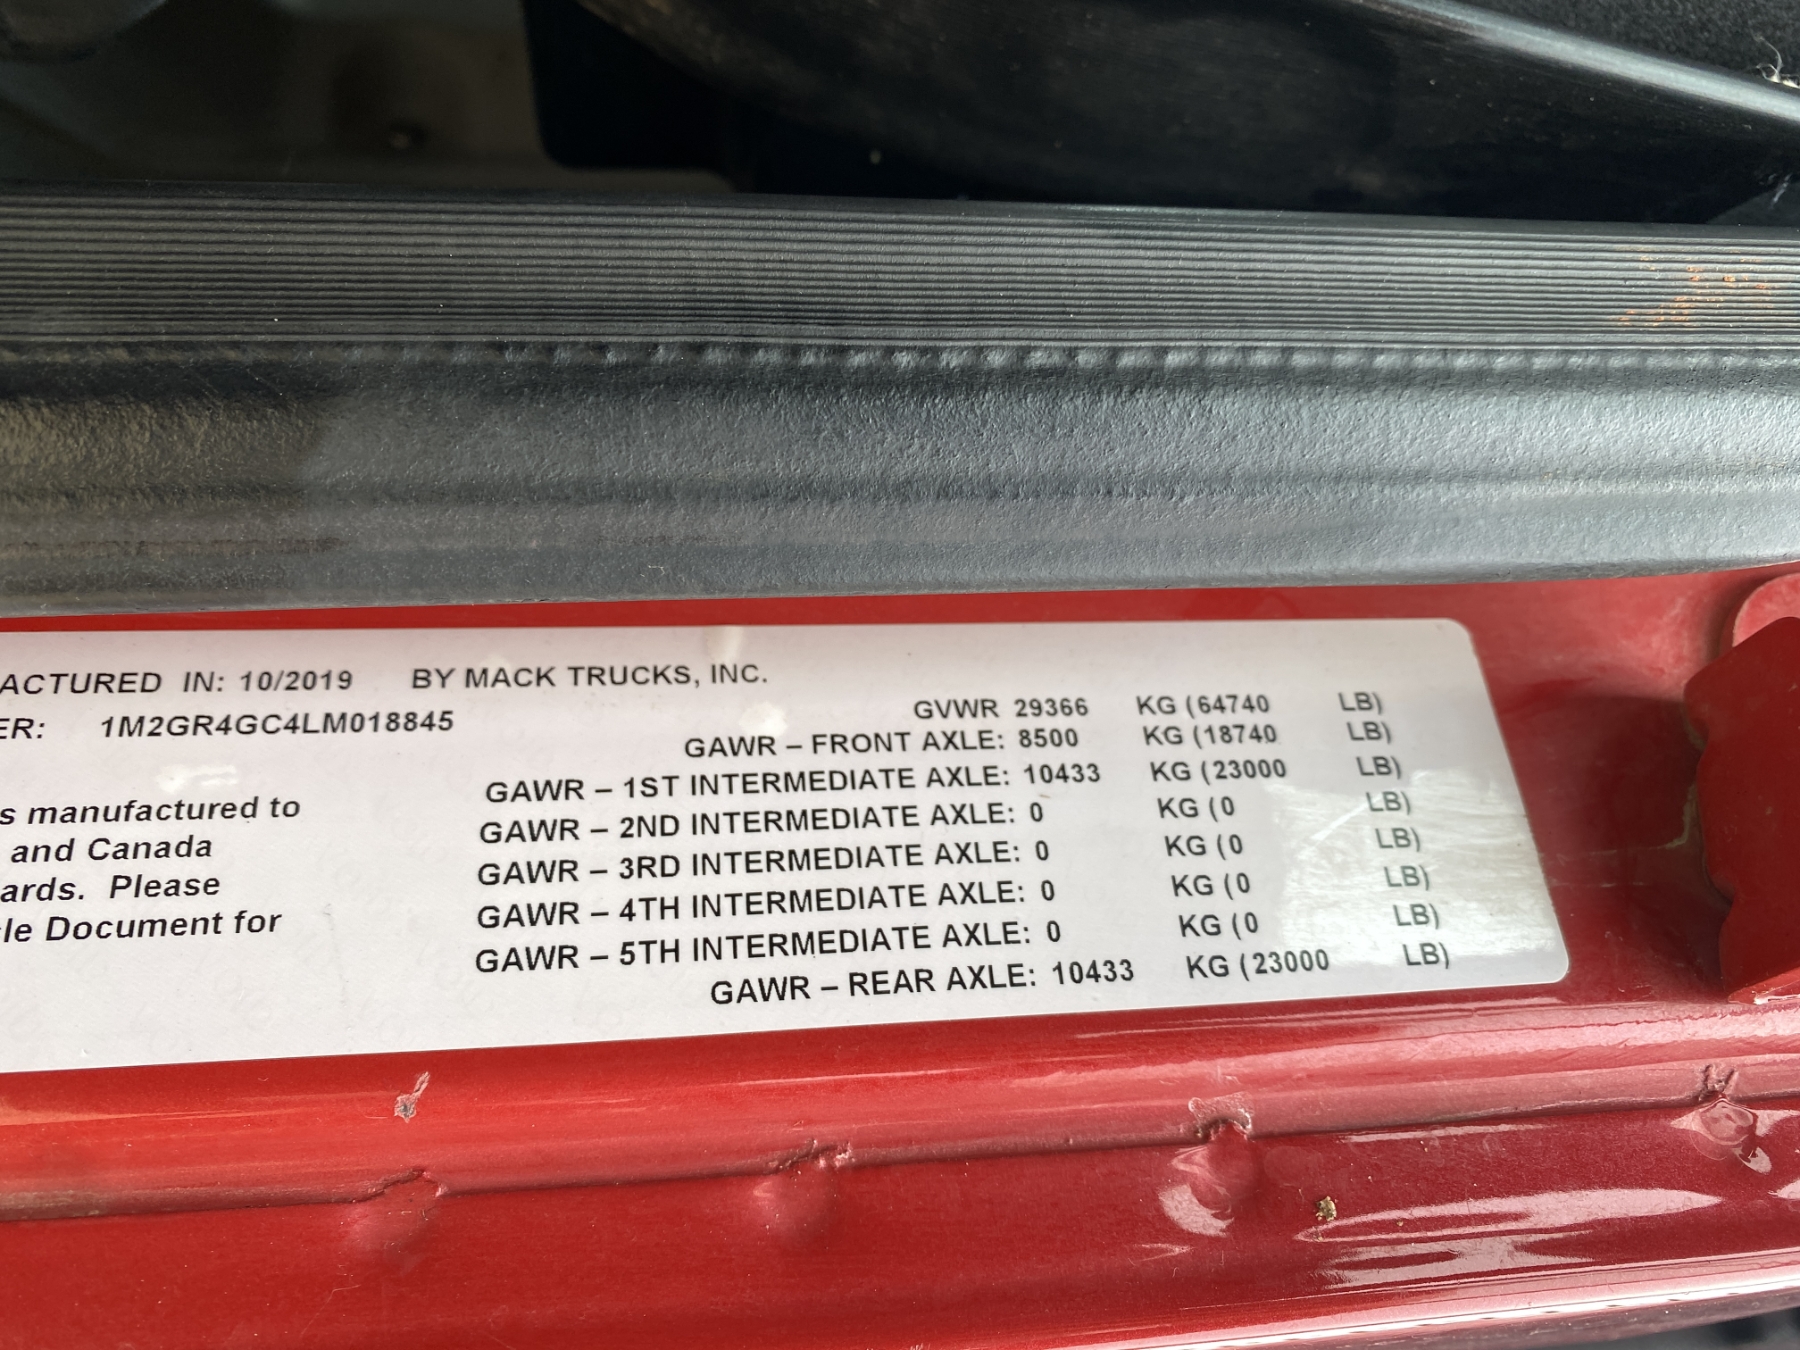 ACTURED IN: 10/2019 BY MACK TRUCKS, INC.
ER: 1M2GR4GC4LM018845
GVWR 29366 KG (64740 LB)
GAWR – FRONT AXLE: 8500 KG (18740 LB)
GAWR – 1ST INTERMEDIATE AXLE: 10433 KG (23000 LB)
GAWR – 2ND INTERMEDIATE AXLE: 0 KG (0 LB)
GAWR – 3RD INTERMEDIATE AXLE: 0 KG (0 LB)
GAWR – 4TH INTERMEDIATE AXLE: 0 KG (0 LB)
GAWR – 5TH INTERMEDIATE AXLE: 0 KG (0 LB)
GAWR – REAR AXLE: 10433 KG (23000 LB)
s manufactured to
and Canada
ards. Please
cle Document for